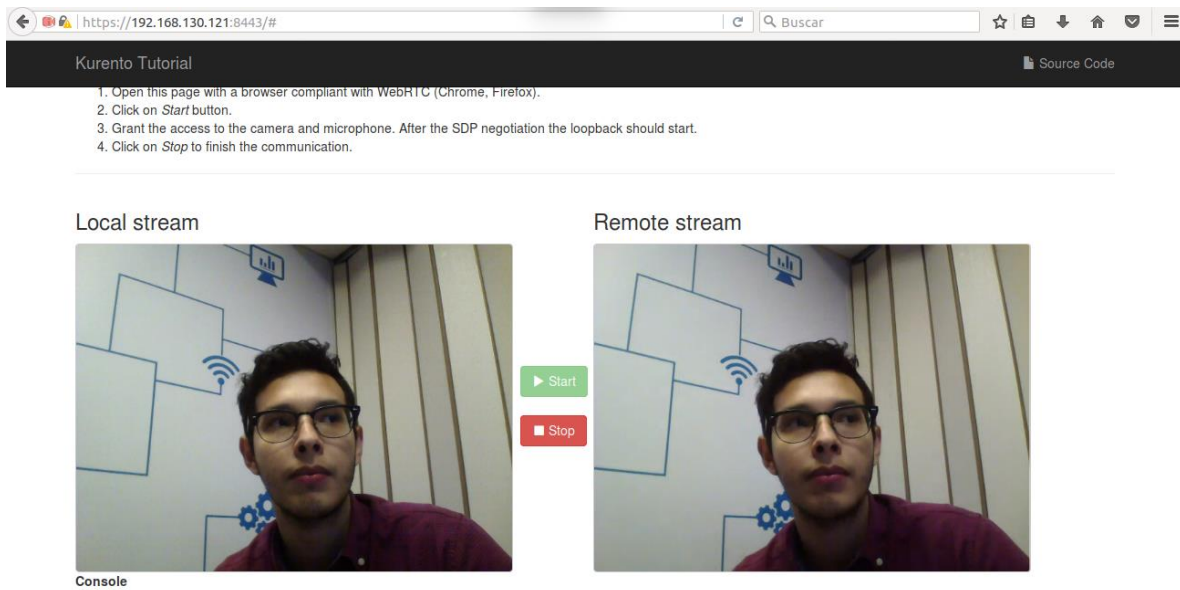 https://192.168.130.121:8443/#
Buscar
Kurento Tutorial
Source Code
1. Open this page with a browser compliant with WebRTC (Chrome, Firefox).
2. Click on Start button.
3. Grant the access to the camera and microphone. After the SDP negotiation the loopback should start.
4. Click on Stop to finish the communication.
Local stream
Remote stream
Start
Stop
Console